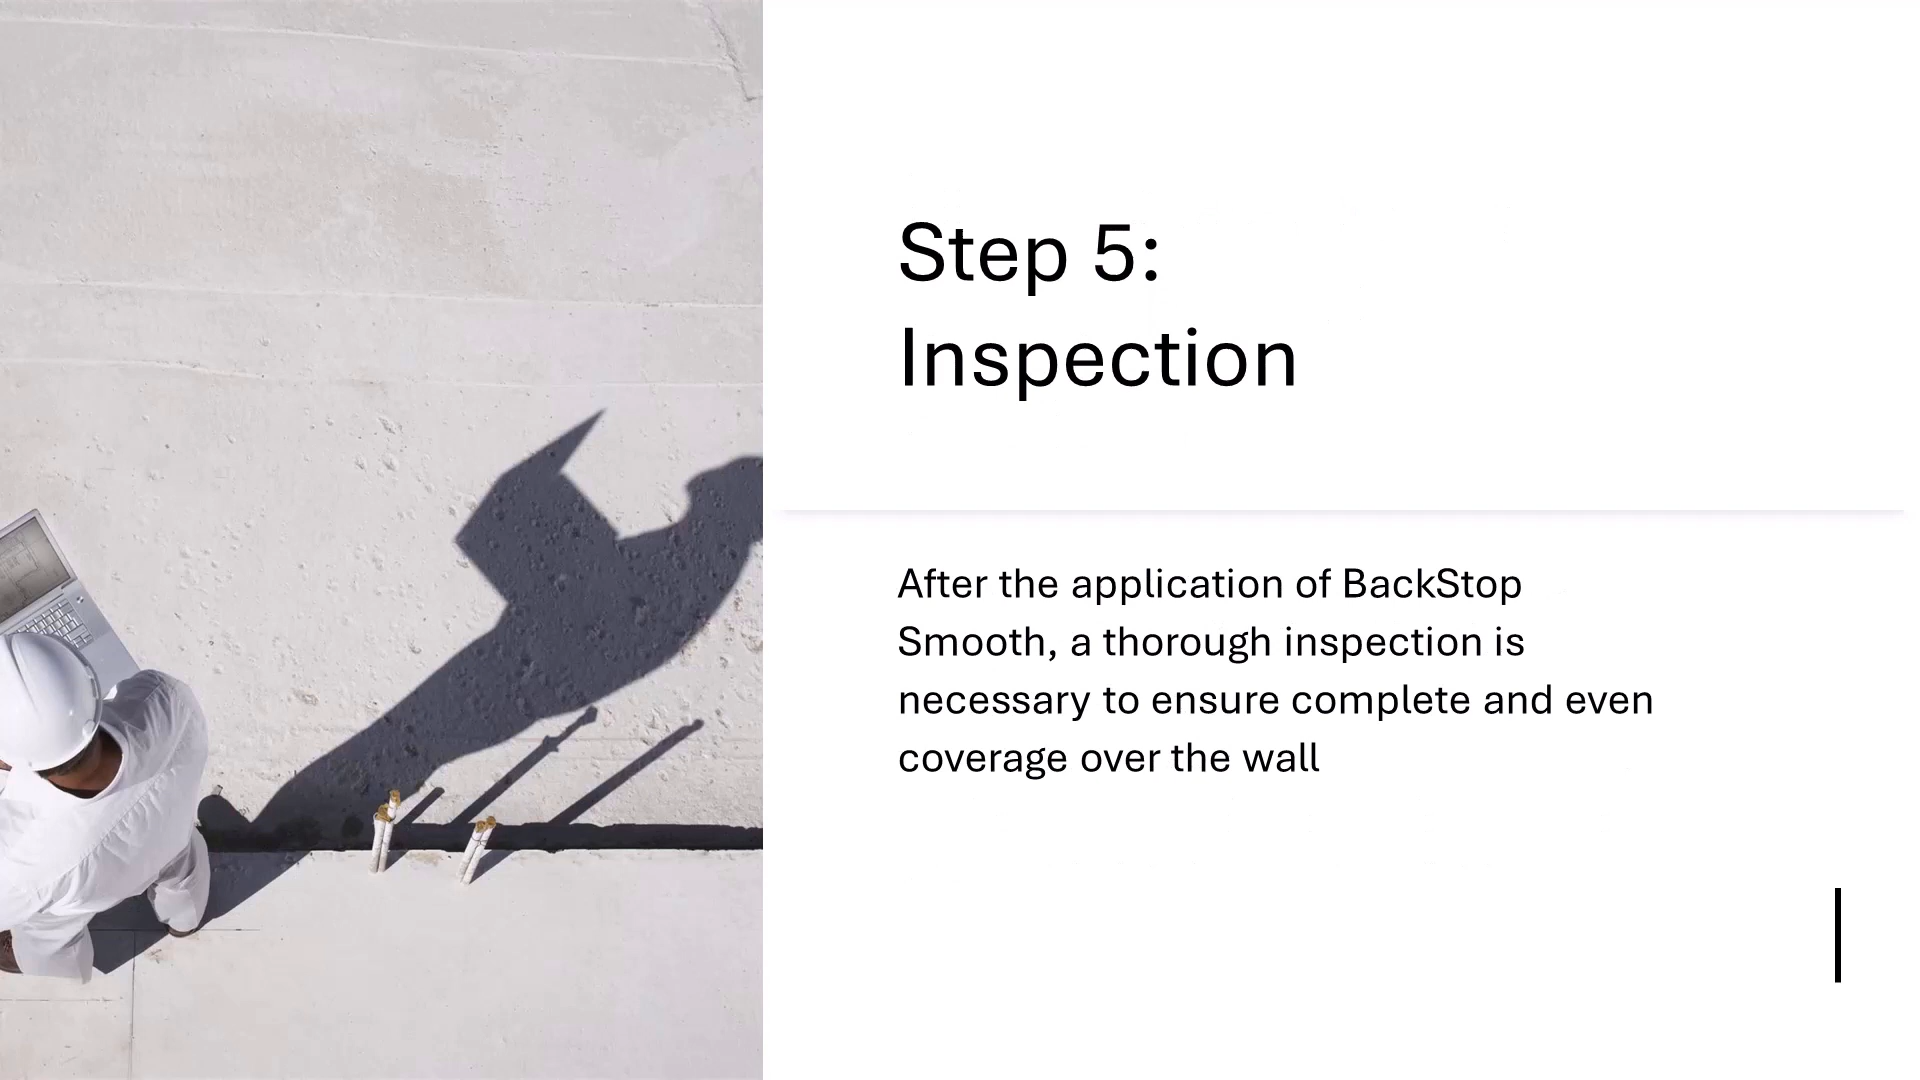 Step 5:
Inspection
After the application of BackStop
Smooth, a thorough inspection is
necessary to ensure complete and even
coverage over the wall